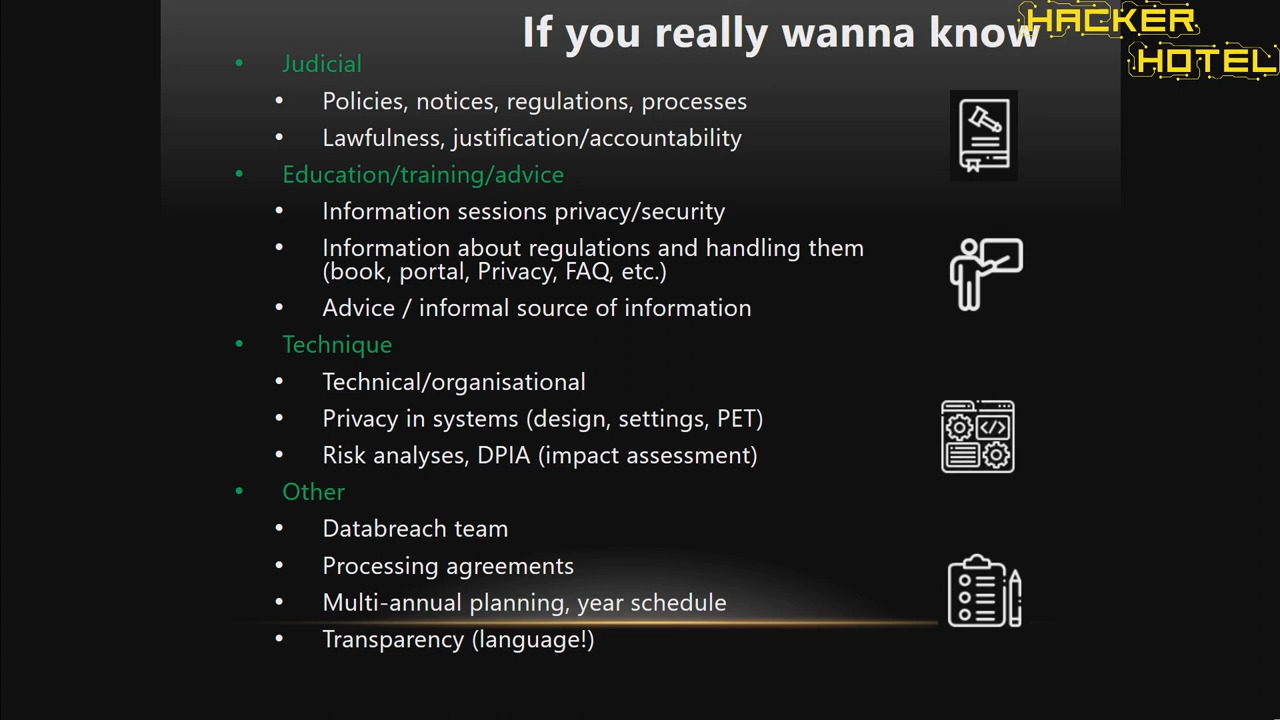 If you really wanna know
HACKER
HOTEL
• Judicial
• Policies, notices, regulations, processes
• Lawfulness, justification/accountability
• Education/training/advice
• Information sessions privacy/security
• Information about regulations and handling them
(book, portal, Privacy, FAQ, etc.)
• Advice / informal source of information
• Technique
• Technical/organisational
• Privacy in systems (design, settings, PET)
• Risk analyses, DPIA (impact assessment)
• Other
• Databreach team
• Processing agreements
• Multi-annual planning, year schedule
• Transparency (language!)